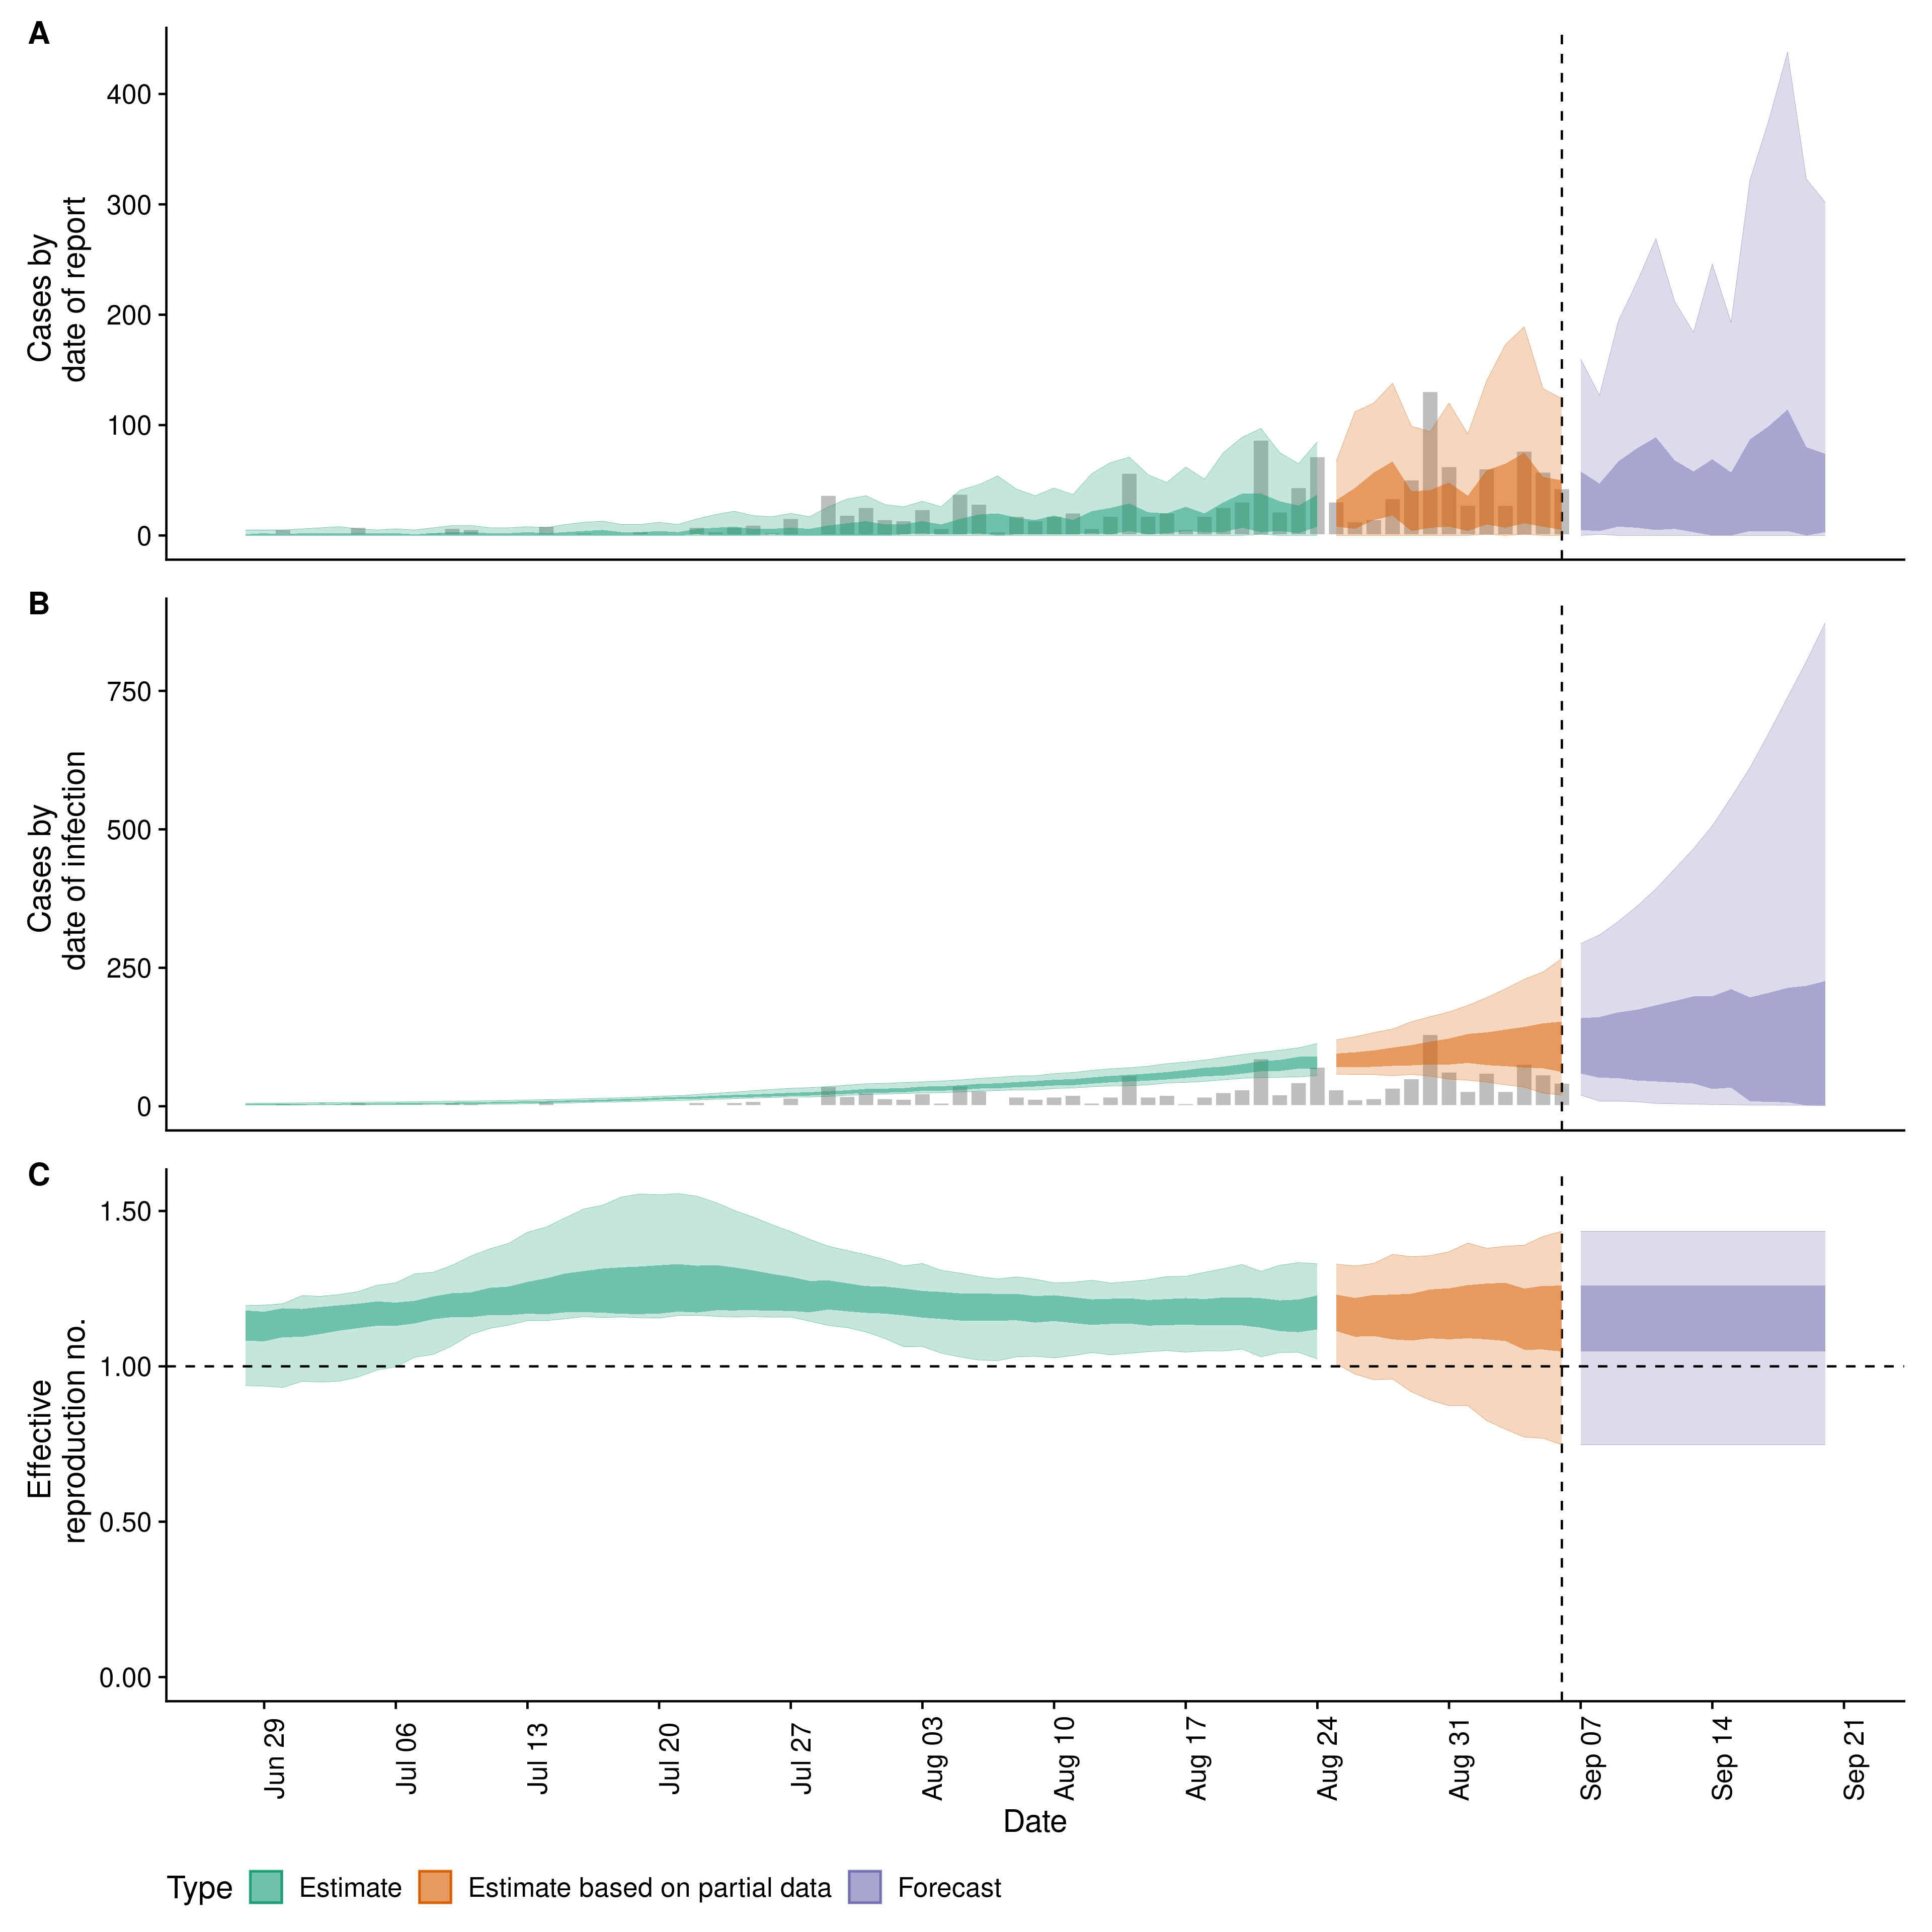 A
Cases by
date of report
400
300
200
100
0
B
Cases by
date of infection
750
500
250
0
C
Effective
reproduction no.
1.50
1.00
0.50
0.00
Jun 29
Jul 06
Jul 13
Jul 20
Jul 27
Aug 03
Aug 10
Aug 17
Aug 24
Aug 31
Sep 07
Sep 14
Sep 21
Date
Type Estimate Estimate based on partial data Forecast